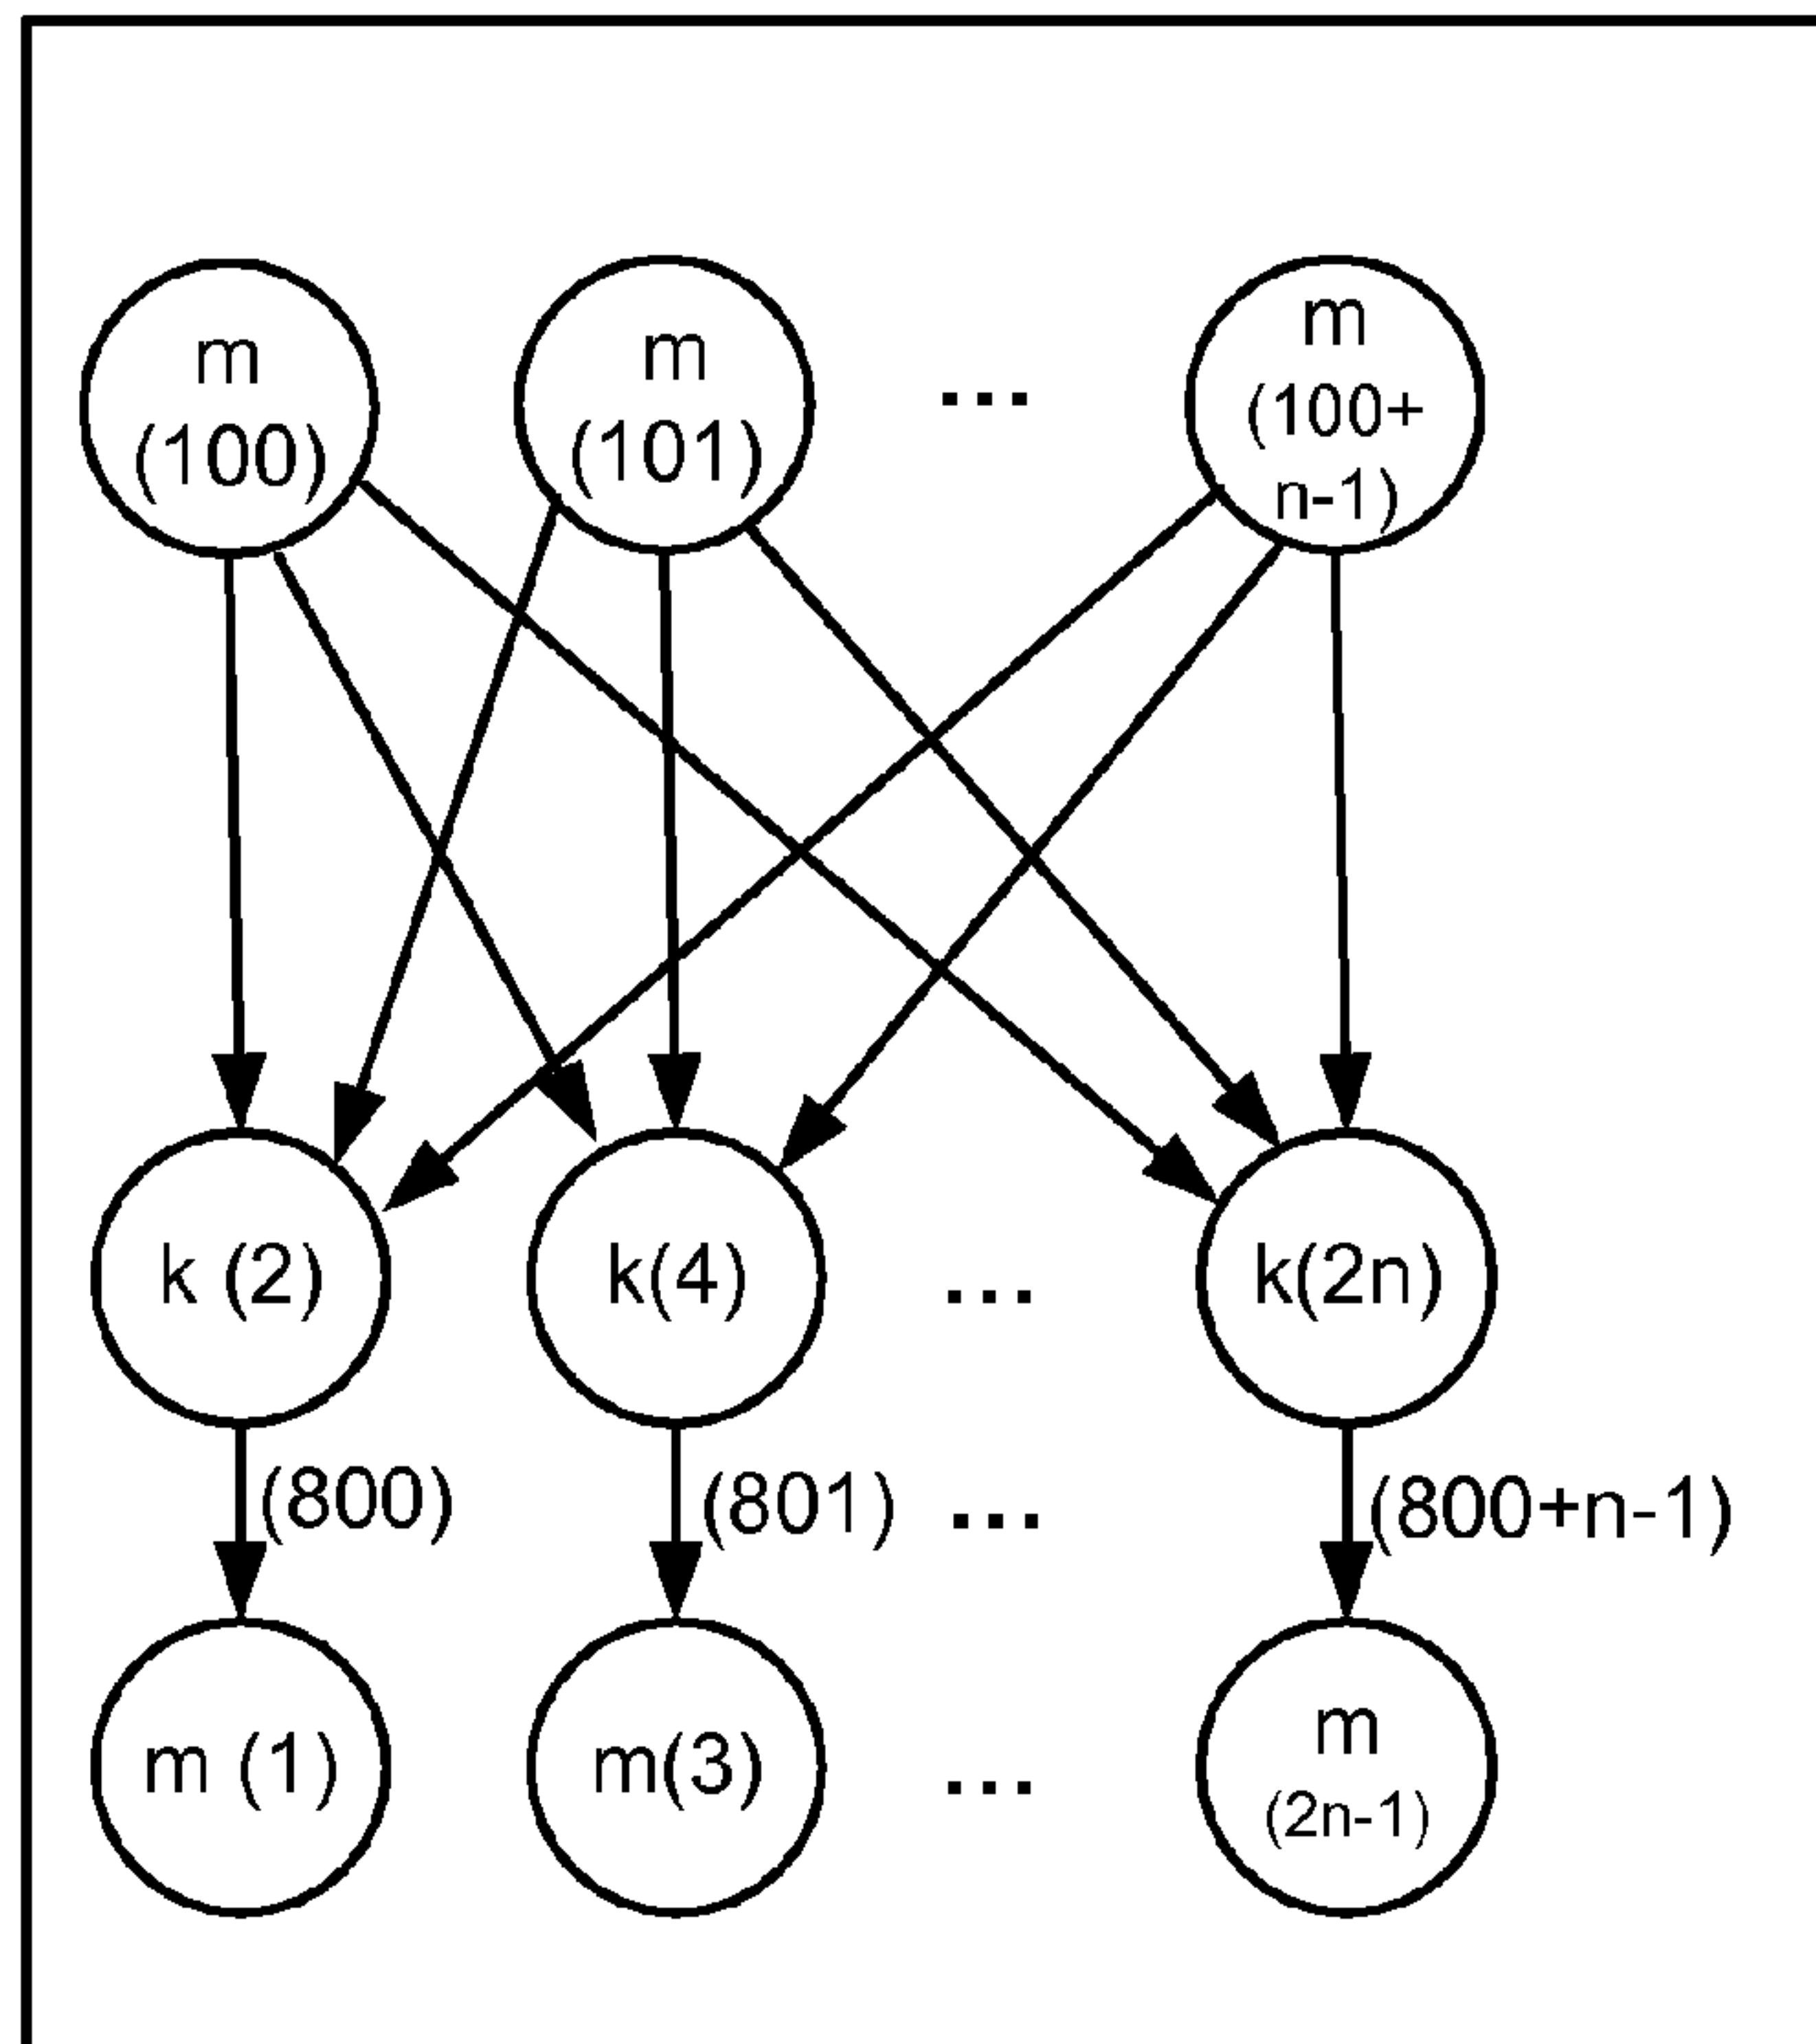 m
(100)
m
(101)
...
m
(100+
n-1)
k (2)
k(4)
...
k(2n)
(800)
(801)
...
(800+n-1)
m (1)
m(3)
...
m
(2n-1)